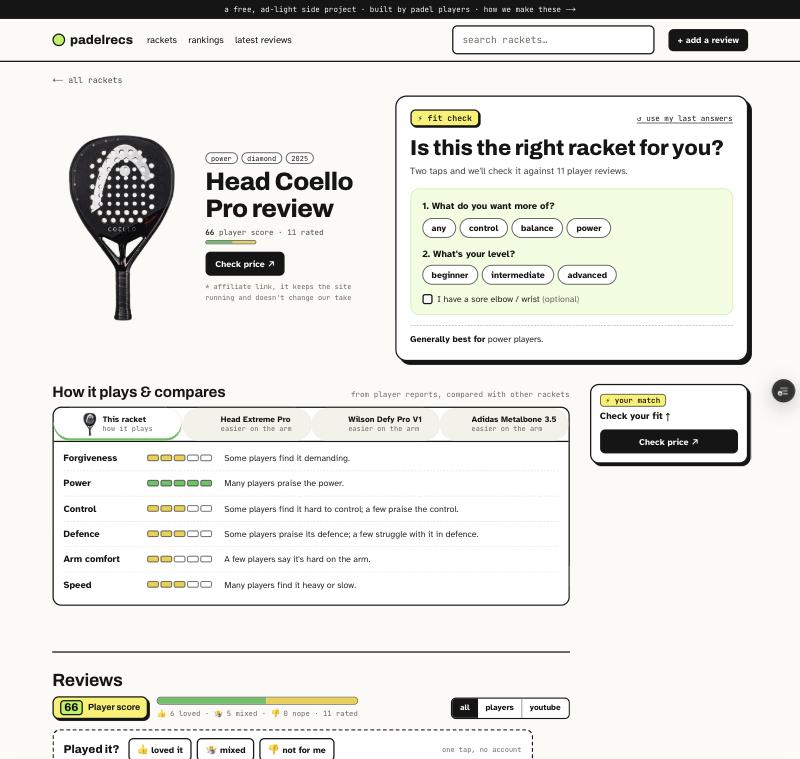 a free, ad-light side project · built by padel players · how we make these ⟶
padelrecs rackets rankings latest reviews search rackets… + add a review
⟵ all rackets
power diamond 2025
Head Coello
Pro review
66 player score · 11 rated
Check price ↗
* affiliate link, it keeps the site
running and doesn't change our take
COELLO
⚡ fit check ↺ use my last answers
Is this the right racket for you?
Two taps and we'll check it against 11 player reviews.
1. What do you want more of?
any control balance power
2. What's your level?
beginner intermediate advanced
I have a sore elbow / wrist (optional)
Generally best for power players.
How it plays & compares from player reports, compared with other rackets
This racket how it plays
Head Extreme Pro easier on the arm
Wilson Defy Pro V1 easier on the arm
Adidas Metalbone 3.5 easier on the arm
Forgiveness Some players find it demanding.
Power Many players praise the power.
Control Some players find it hard to control; a few praise the control.
Defence Some players praise its defence; a few struggle with it in defence.
Arm comfort A few players say it's hard on the arm.
Speed Many players find it heavy or slow.
⚡ your match
Check your fit ↑
Check price ↗
Reviews
66 Player score
👍 6 loved · 🤏 5 mixed · 👎 0 nope · 11 rated
all players youtube
Played it? 👍 loved it 🤏 mixed 👎 not for me one tap, no account